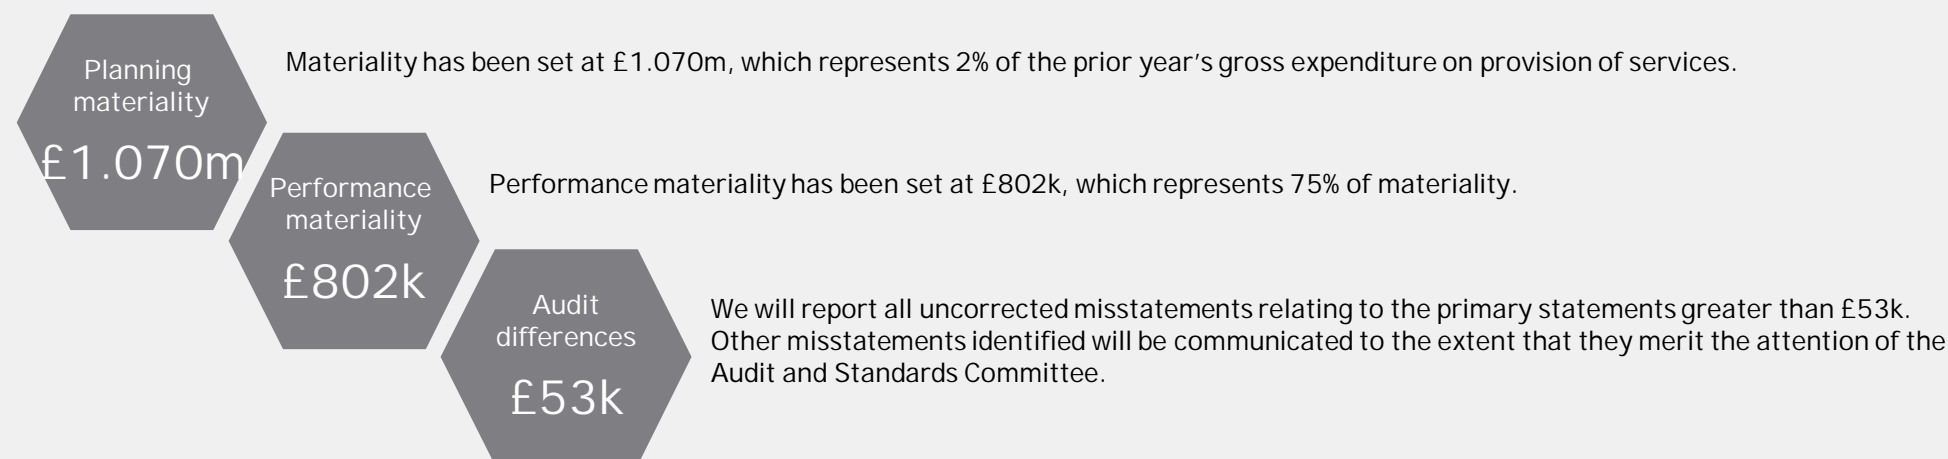 Planning
materiality
£1.070m
Materiality has been set at £1.070m, which represents 2% of the prior year's gross expenditure on provision of services.
Performance
materiality
£802k
Performance materiality has been set at £802k, which represents 75% of materiality.
Audit
differences
£53k
We will report all uncorrected misstatements relating to the primary statements greater than £53k.
Other misstatements identified will be communicated to the extent that they merit the attention of the
Audit and Standards Committee.